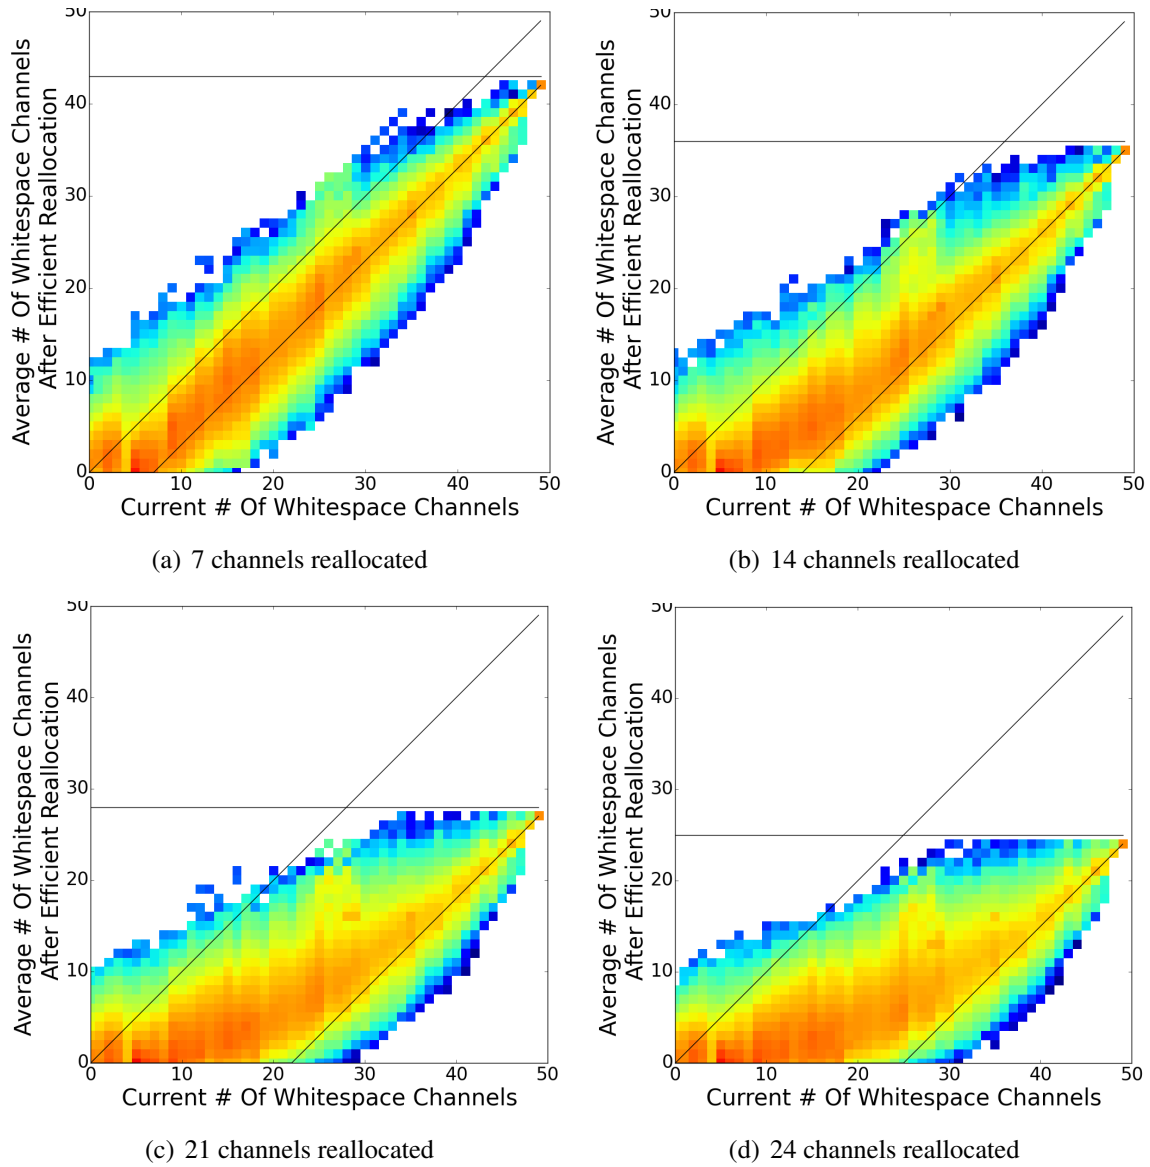 50
40
30
20
10
0
0 10 20 30 40 50
Average # Of Whitespace Channels
After Efficient Reallocation
Current # Of Whitespace Channels
(a) 7 channels reallocated
50
40
30
20
10
0
0 10 20 30 40 50
Average # Of Whitespace Channels
After Efficient Reallocation
Current # Of Whitespace Channels
(b) 14 channels reallocated
50
40
30
20
10
0
0 10 20 30 40 50
Average # Of Whitespace Channels
After Efficient Reallocation
Current # Of Whitespace Channels
(c) 21 channels reallocated
50
40
30
20
10
0
0 10 20 30 40 50
Average # Of Whitespace Channels
After Efficient Reallocation
Current # Of Whitespace Channels
(d) 24 channels reallocated